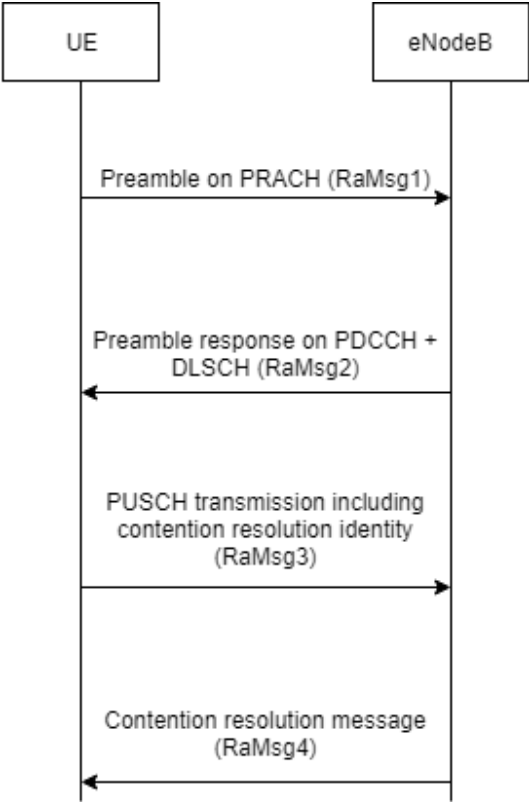 UE
eNodeB
Preamble on PRACH (RaMsg1)
Preamble response on PDCCH +
DLSCH (RaMsg2)
PUSCH transmission including
contention resolution identity
(RaMsg3)
Contention resolution message
(RaMsg4)